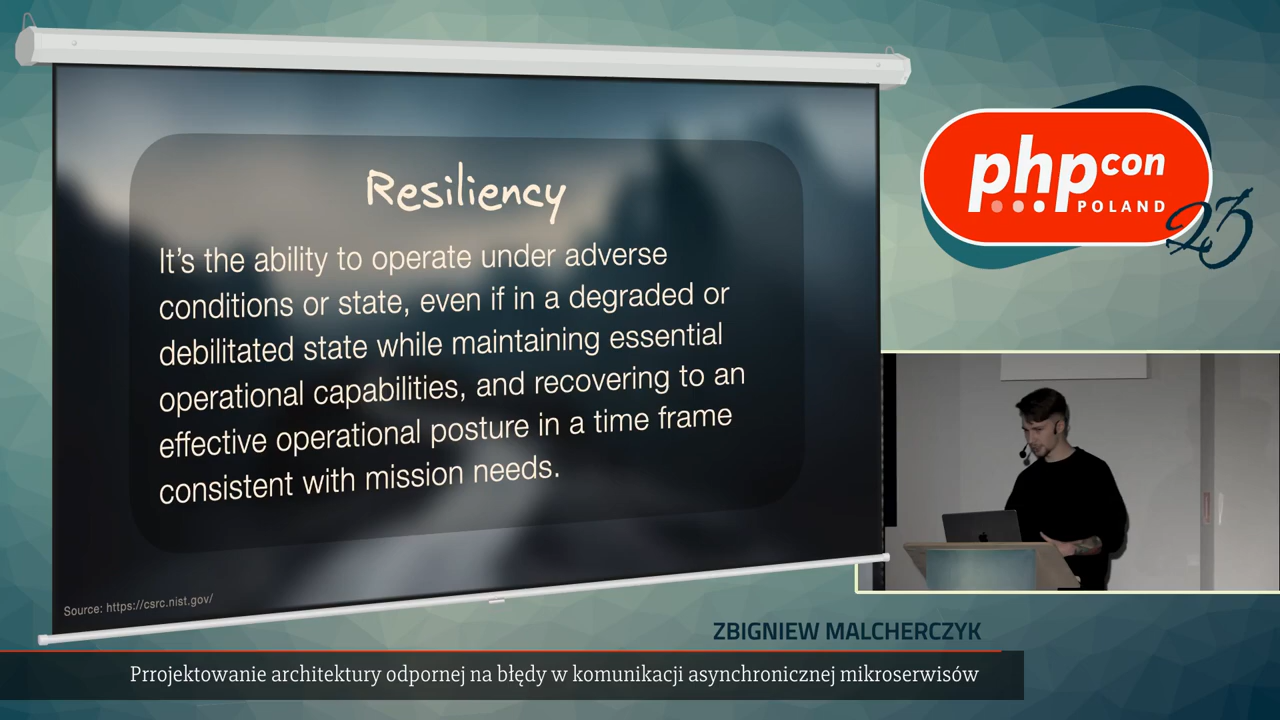 Resiliency
It's the ability to operate under adverse
conditions or state, even if in a degraded or
debilitated state while maintaining essential
operational capabilities, and recovering to an
effective operational posture in a time frame
consistent with mission needs.
Source: https://csrc.nist.gov/
phpcon
POLAND
23
ZBIGNIEW MALCHERCZYK
Prrojektowanie architektury odpornej na błędy w komunikacji asynchronicznej mikroserwisów